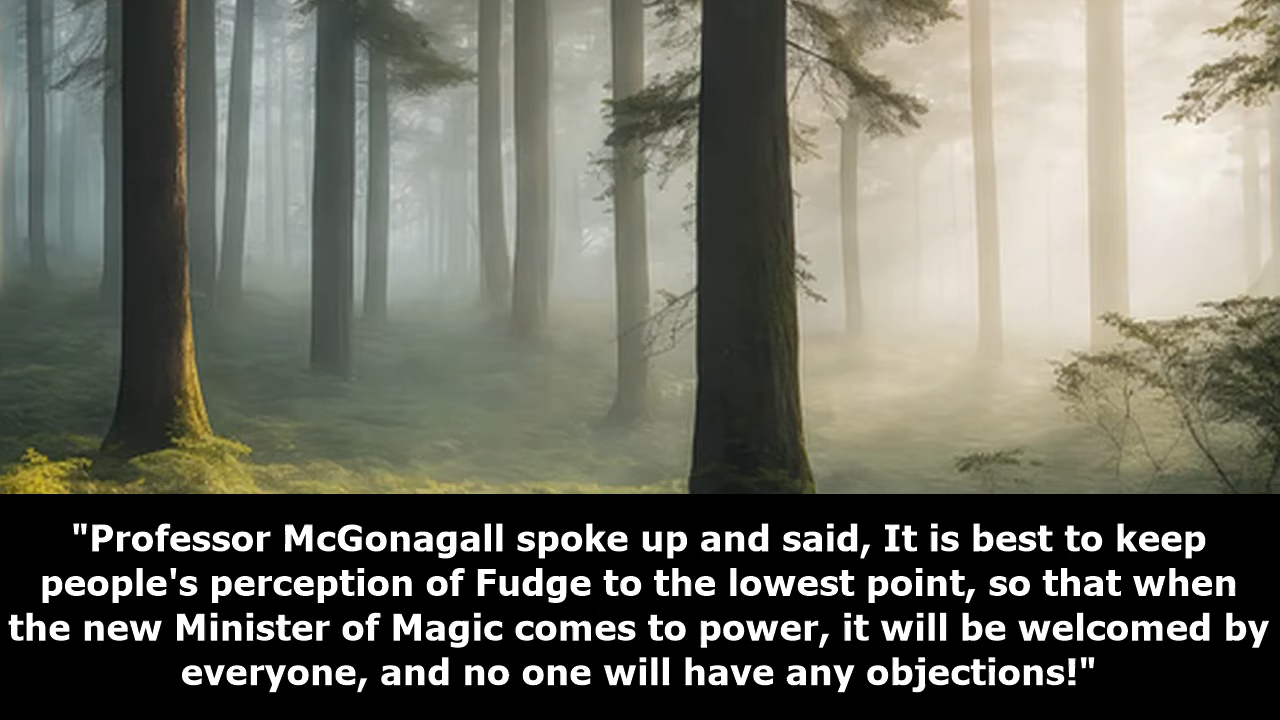 "Professor McGonagall spoke up and said, It is best to keep
people's perception of Fudge to the lowest point, so that when
the new Minister of Magic comes to power, it will be welcomed by
everyone, and no one will have any objections!"